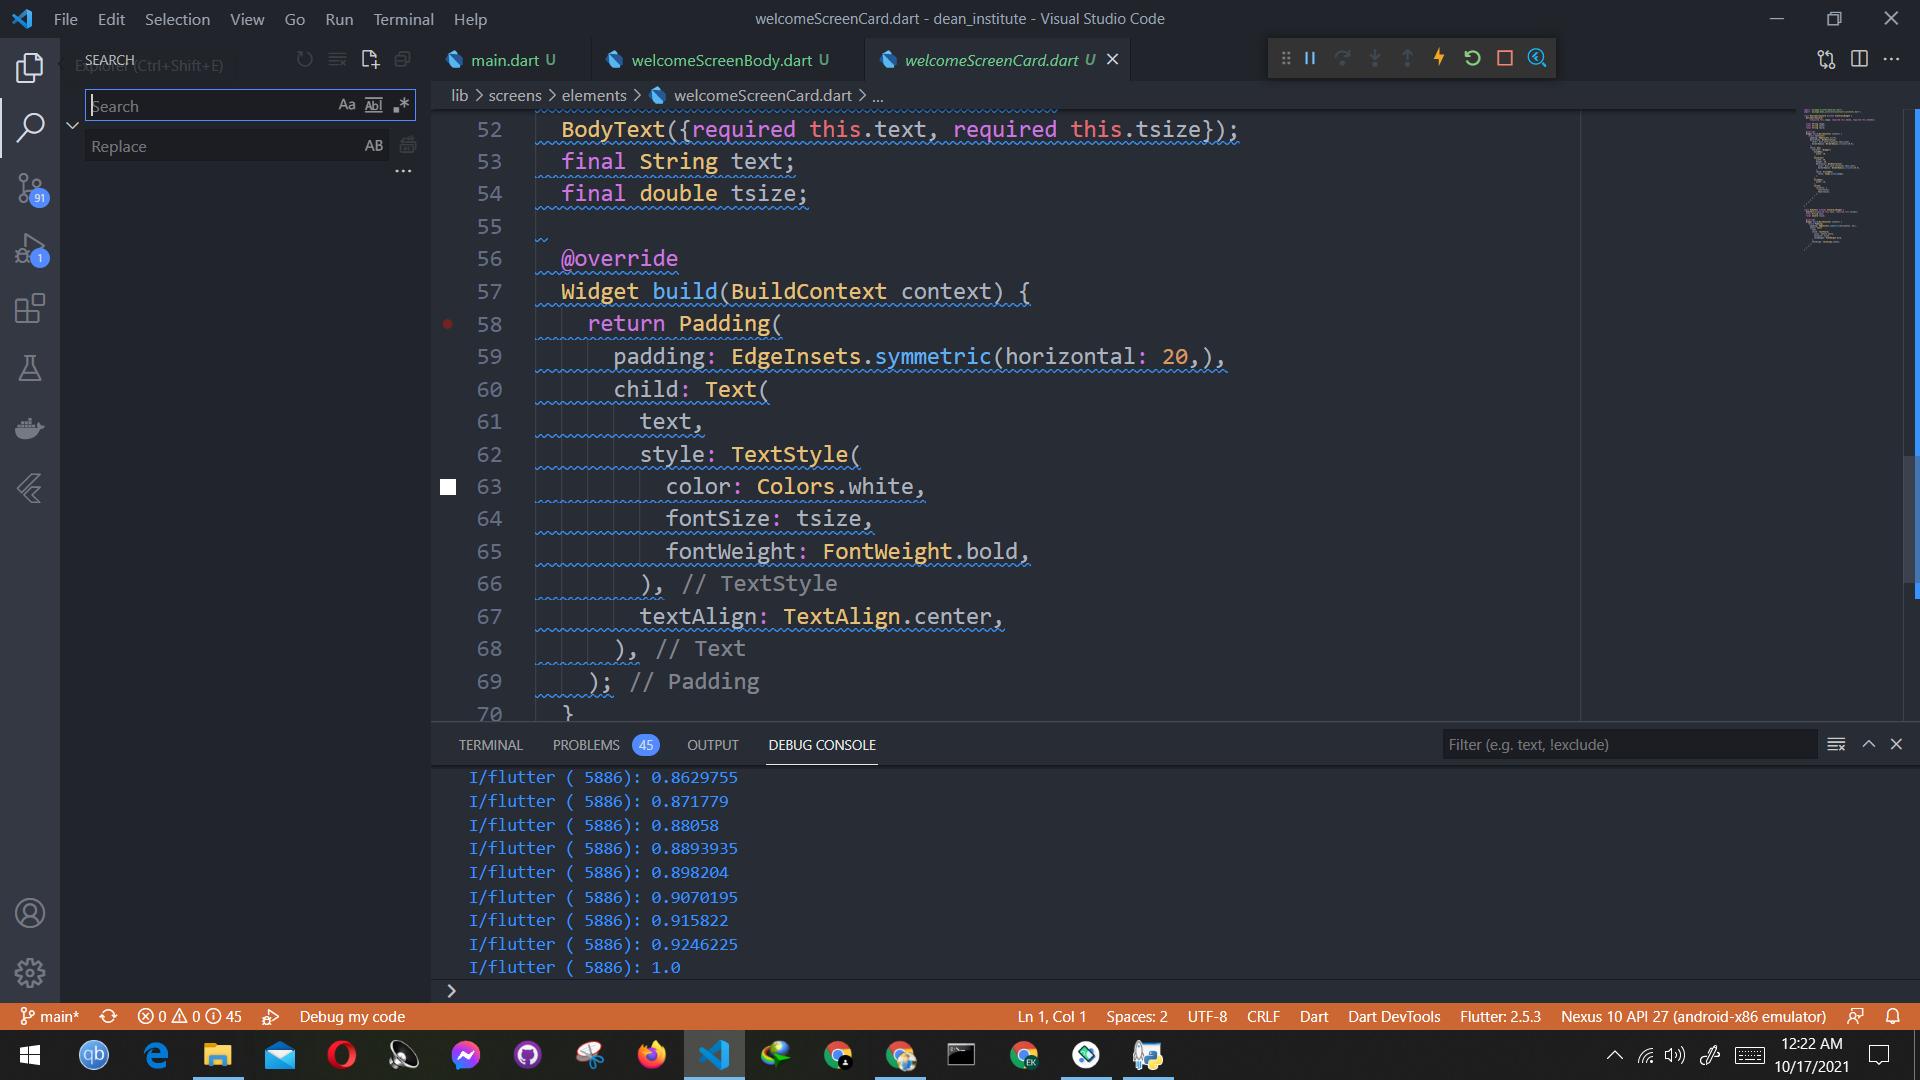 File Edit Selection View Go Run Terminal Help
welcomeScreenCard.dart - dean_institute - Visual Studio Code
SEARCH
Explorer (Ctrl+Shift+E)
Search
Aa Abl .*
Replace
AB
...
91
1
main.dart U
welcomeScreenBody.dart U
welcomeScreenCard.dart U
lib > screens > elements > welcomeScreenCard.dart > ...
52 BodyText({required this.text, required this.tsize});
53 final String text;
54 final double tsize;
55
56 @override
57 Widget build(BuildContext context) {
58 return Padding(
59 padding: EdgeInsets.symmetric(horizontal: 20,),
60 child: Text(
61 text,
62 style: TextStyle(
63 color: Colors.white,
64 fontSize: tsize,
65 fontWeight: FontWeight.bold,
66 ), // TextStyle
67 textAlign: TextAlign.center,
68 ), // Text
69 ); // Padding
70 }
TERMINAL PROBLEMS 45 OUTPUT DEBUG CONSOLE
Filter (e.g. text, !exclude)
I/flutter ( 5886): 0.8629755
I/flutter ( 5886): 0.871779
I/flutter ( 5886): 0.88058
I/flutter ( 5886): 0.8893935
I/flutter ( 5886): 0.898204
I/flutter ( 5886): 0.9070195
I/flutter ( 5886): 0.915822
I/flutter ( 5886): 0.9246225
I/flutter ( 5886): 1.0
>
main* 0 0 45 Debug my code
Ln 1, Col 1 Spaces: 2 UTF-8 CRLF Dart Dart DevTools Flutter: 2.5.3 Nexus 10 API 27 (android-x86 emulator)
qb
EK
12:22 AM
10/17/2021